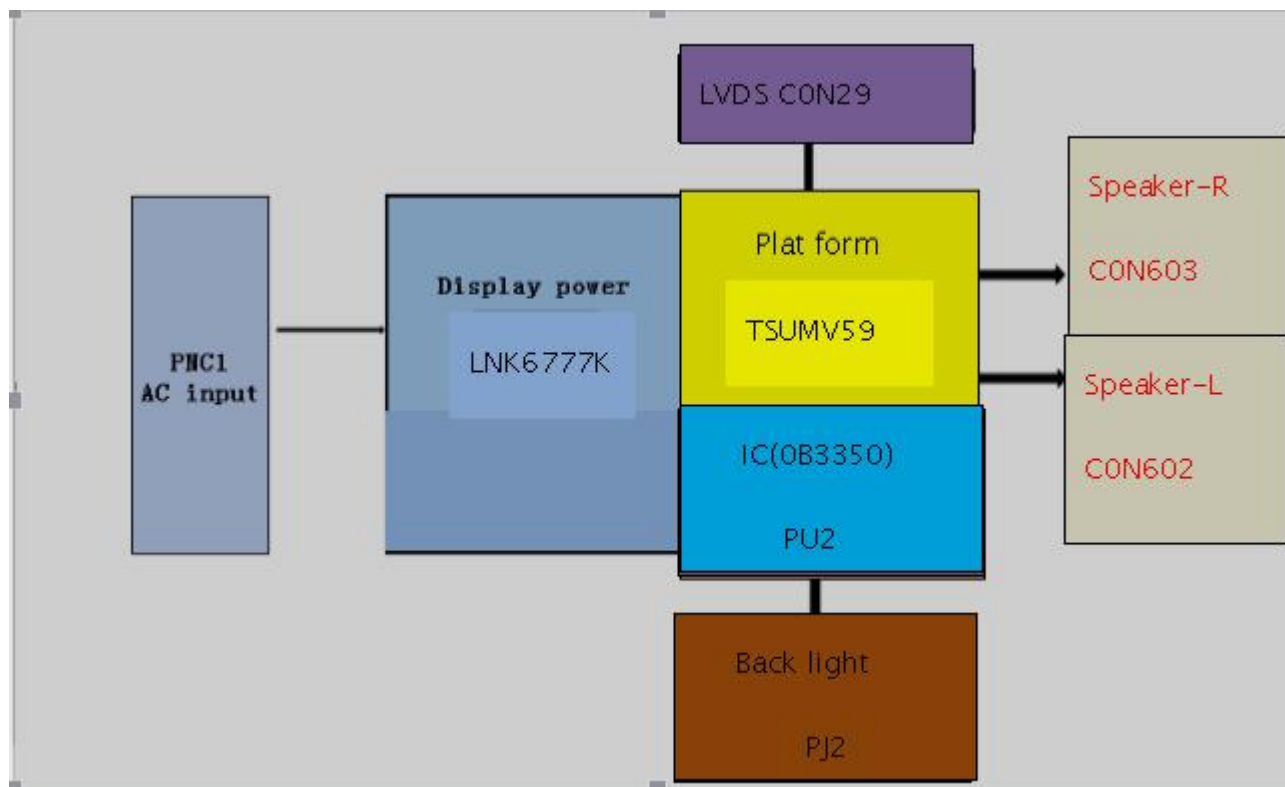 LVDS CON29
Speaker-R
CON603
Plat form
TSUMV59
Display power
LNK6777K
PNC1
AC input
Speaker-L
CON602
IC(OB3350)
PU2
Back light
PJ2